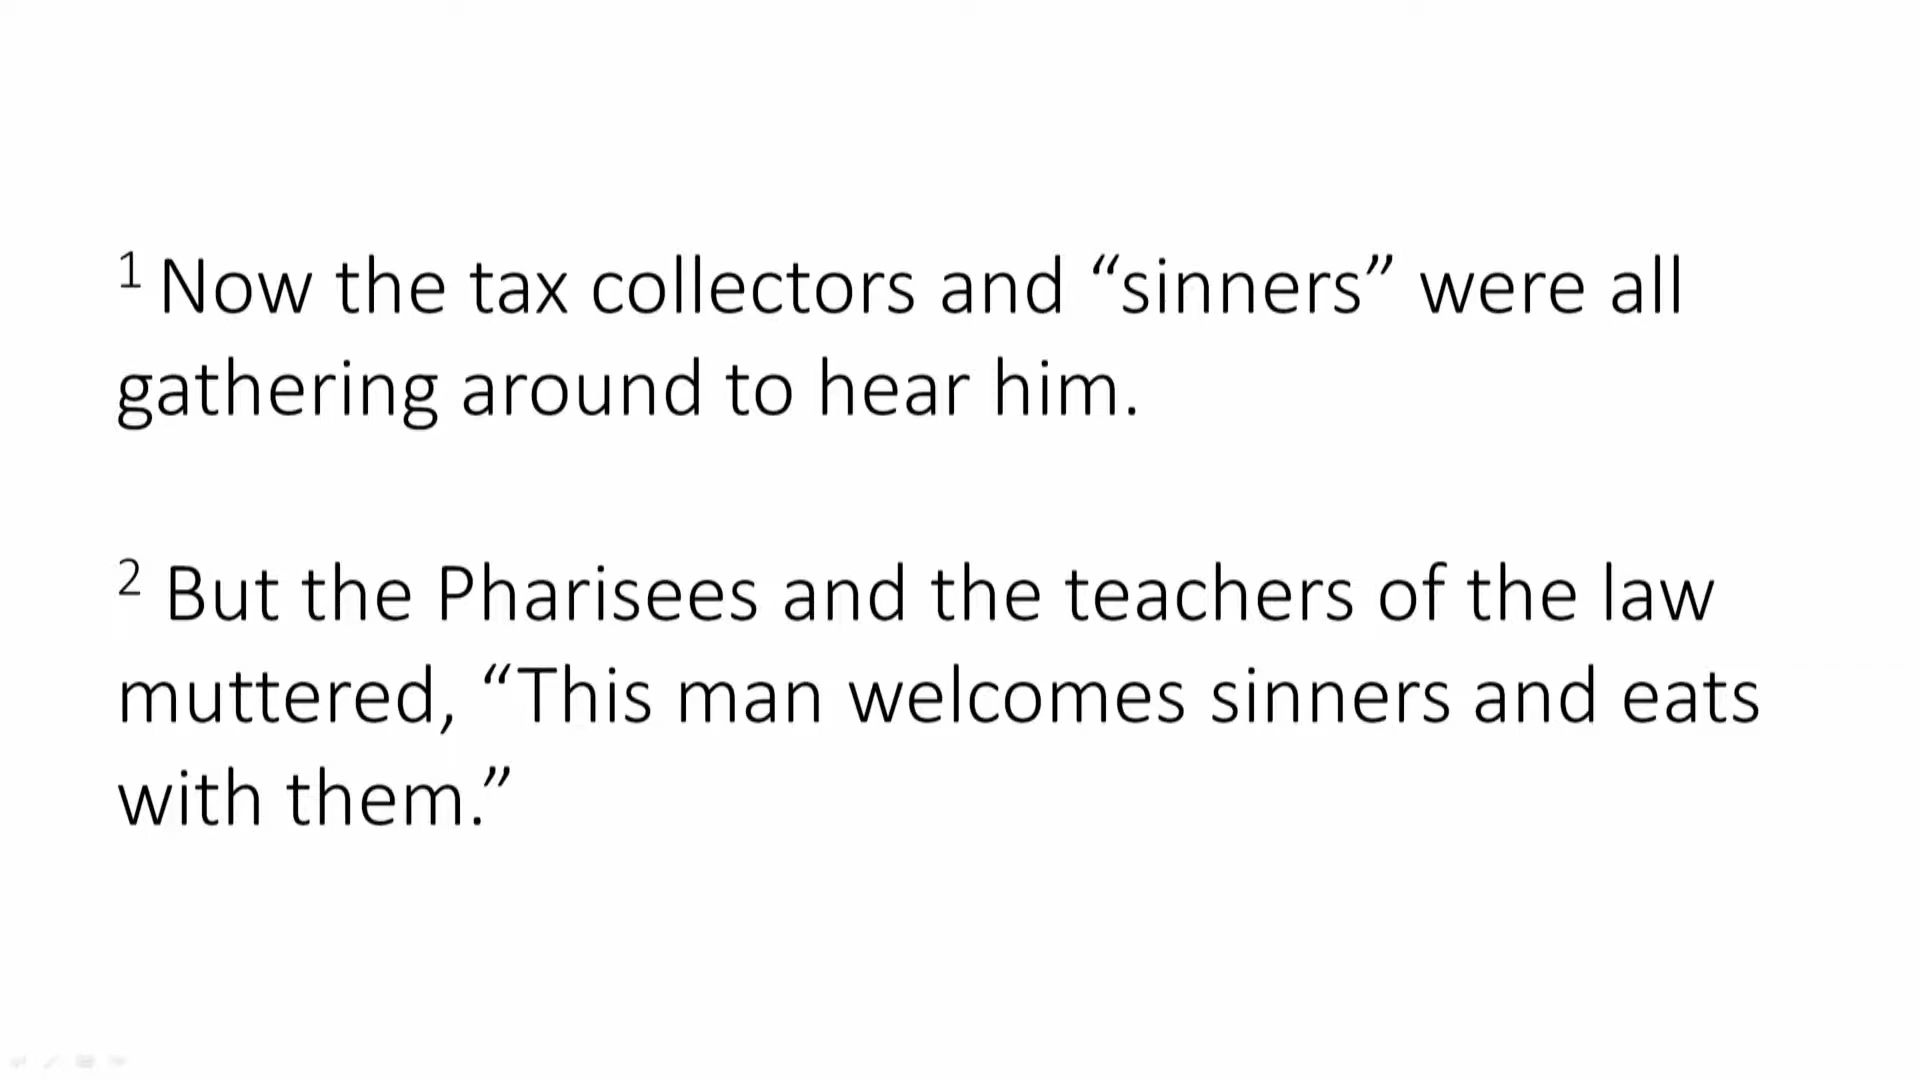 1 Now the tax collectors and “sinners” were all
gathering around to hear him.
2 But the Pharisees and the teachers of the law
muttered, “This man welcomes sinners and eats
with them.”